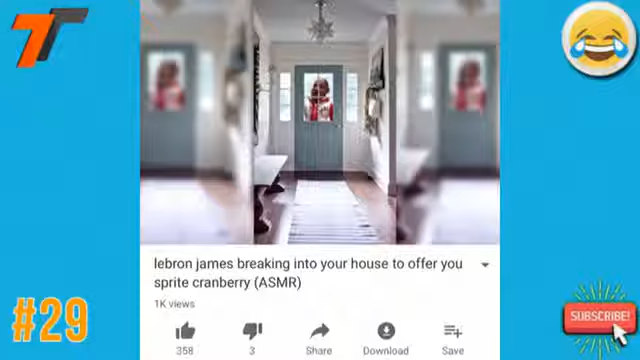 TT
lebron james breaking into your house to offer you
sprite cranberry (ASMR)
1K views
358
3
Share
Download
Save
#29
SUBSCRIBE!